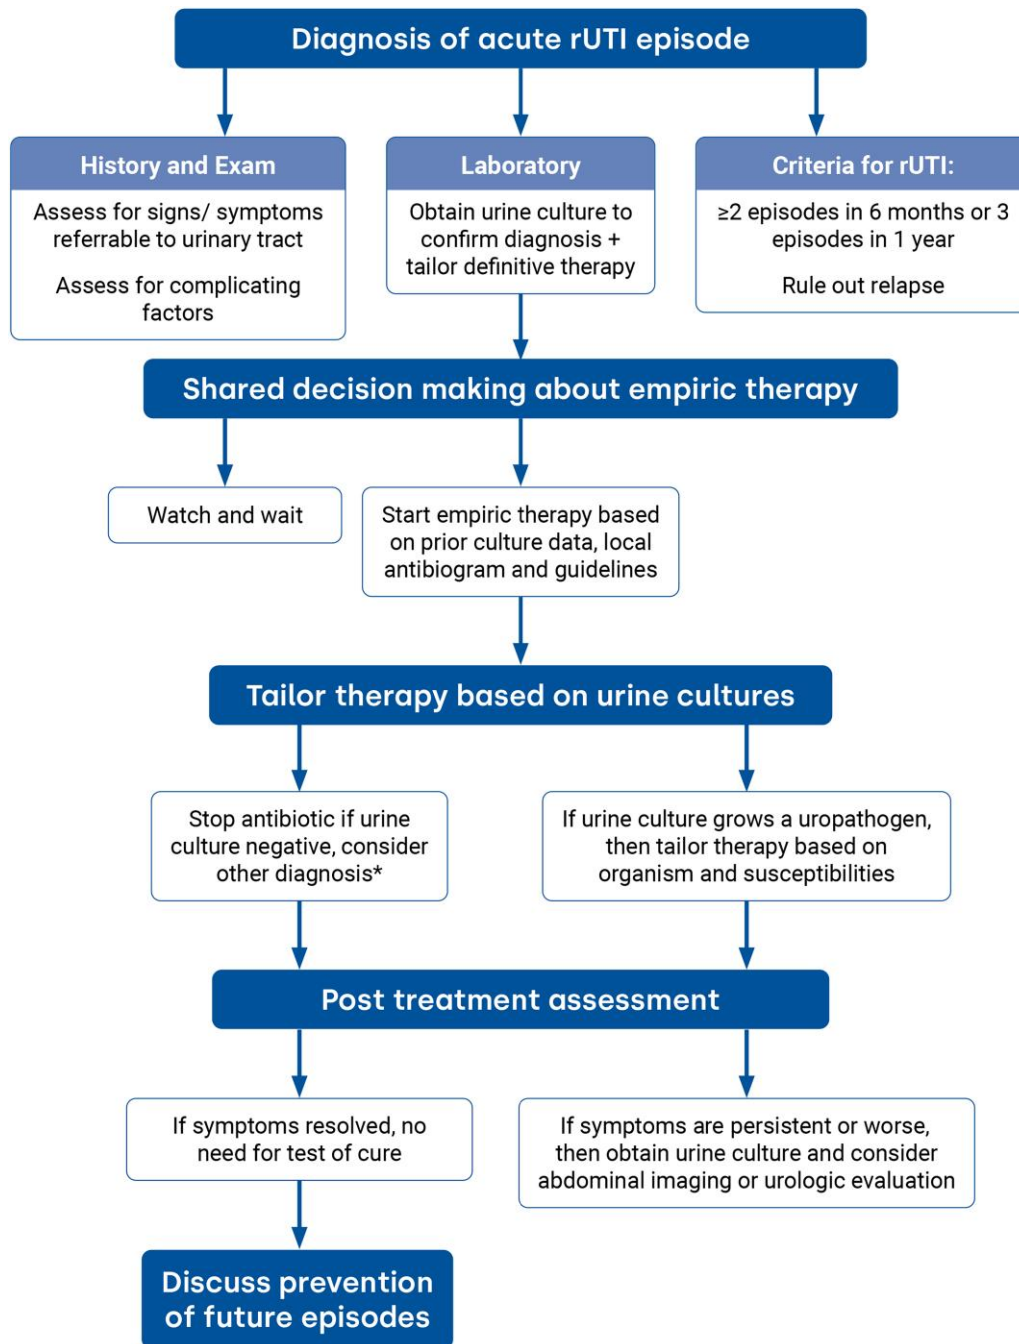 Diagnosis of acute rUTI episode
History and Exam
Assess for signs/ symptoms
referrable to urinary tract
Assess for complicating
factors
Laboratory
Obtain urine culture to
confirm diagnosis +
tailor definitive therapy
Criteria for rUTI:
≥2 episodes in 6 months or 3
episodes in 1 year
Rule out relapse
Shared decision making about empiric therapy
Watch and wait
Start empiric therapy based
on prior culture data, local
antibiogram and guidelines
Tailor therapy based on urine cultures
Stop antibiotic if urine
culture negative, consider
other diagnosis*
If urine culture grows a uropathogen,
then tailor therapy based on
organism and susceptibilities
Post treatment assessment
If symptoms resolved, no
need for test of cure
If symptoms are persistent or worse,
then obtain urine culture and consider
abdominal imaging or urologic evaluation
Discuss prevention
of future episodes